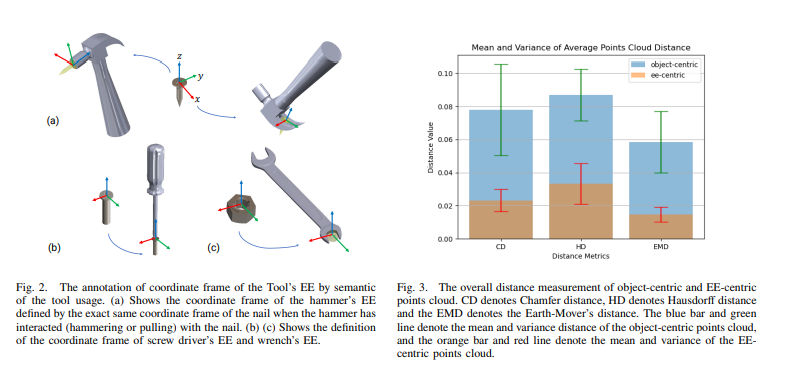 z
y
x
(a)
(b)
(c)
Fig. 2. The annotation of coordinate frame of the Tool's EE by semantic
of the tool usage. (a) Shows the coordinate frame of the hammer's EE
defined by the exact same coordinate frame of the nail when the hammer has
interacted (hammering or pulling) with the nail. (b) (c) Shows the definition
of the coordinate frame of screw driver's EE and wrench's EE.
Mean and Variance of Average Points Cloud Distance
object-centric
ee-centric
Distance Value
0.10
0.08
0.06
0.04
0.02
0.00
CD
HD
EMD
Distance Metrics
Fig. 3. The overall distance measurement of object-centric and EE-centric
points cloud. CD denotes Chamfer distance, HD denotes Hausdorff distance
and the EMD denotes the Earth-Mover's distance. The blue bar and green
line denote the mean and variance distance of the object-centric points cloud,
and the orange bar and red line denote the mean and variance of the EE-
centric points cloud.